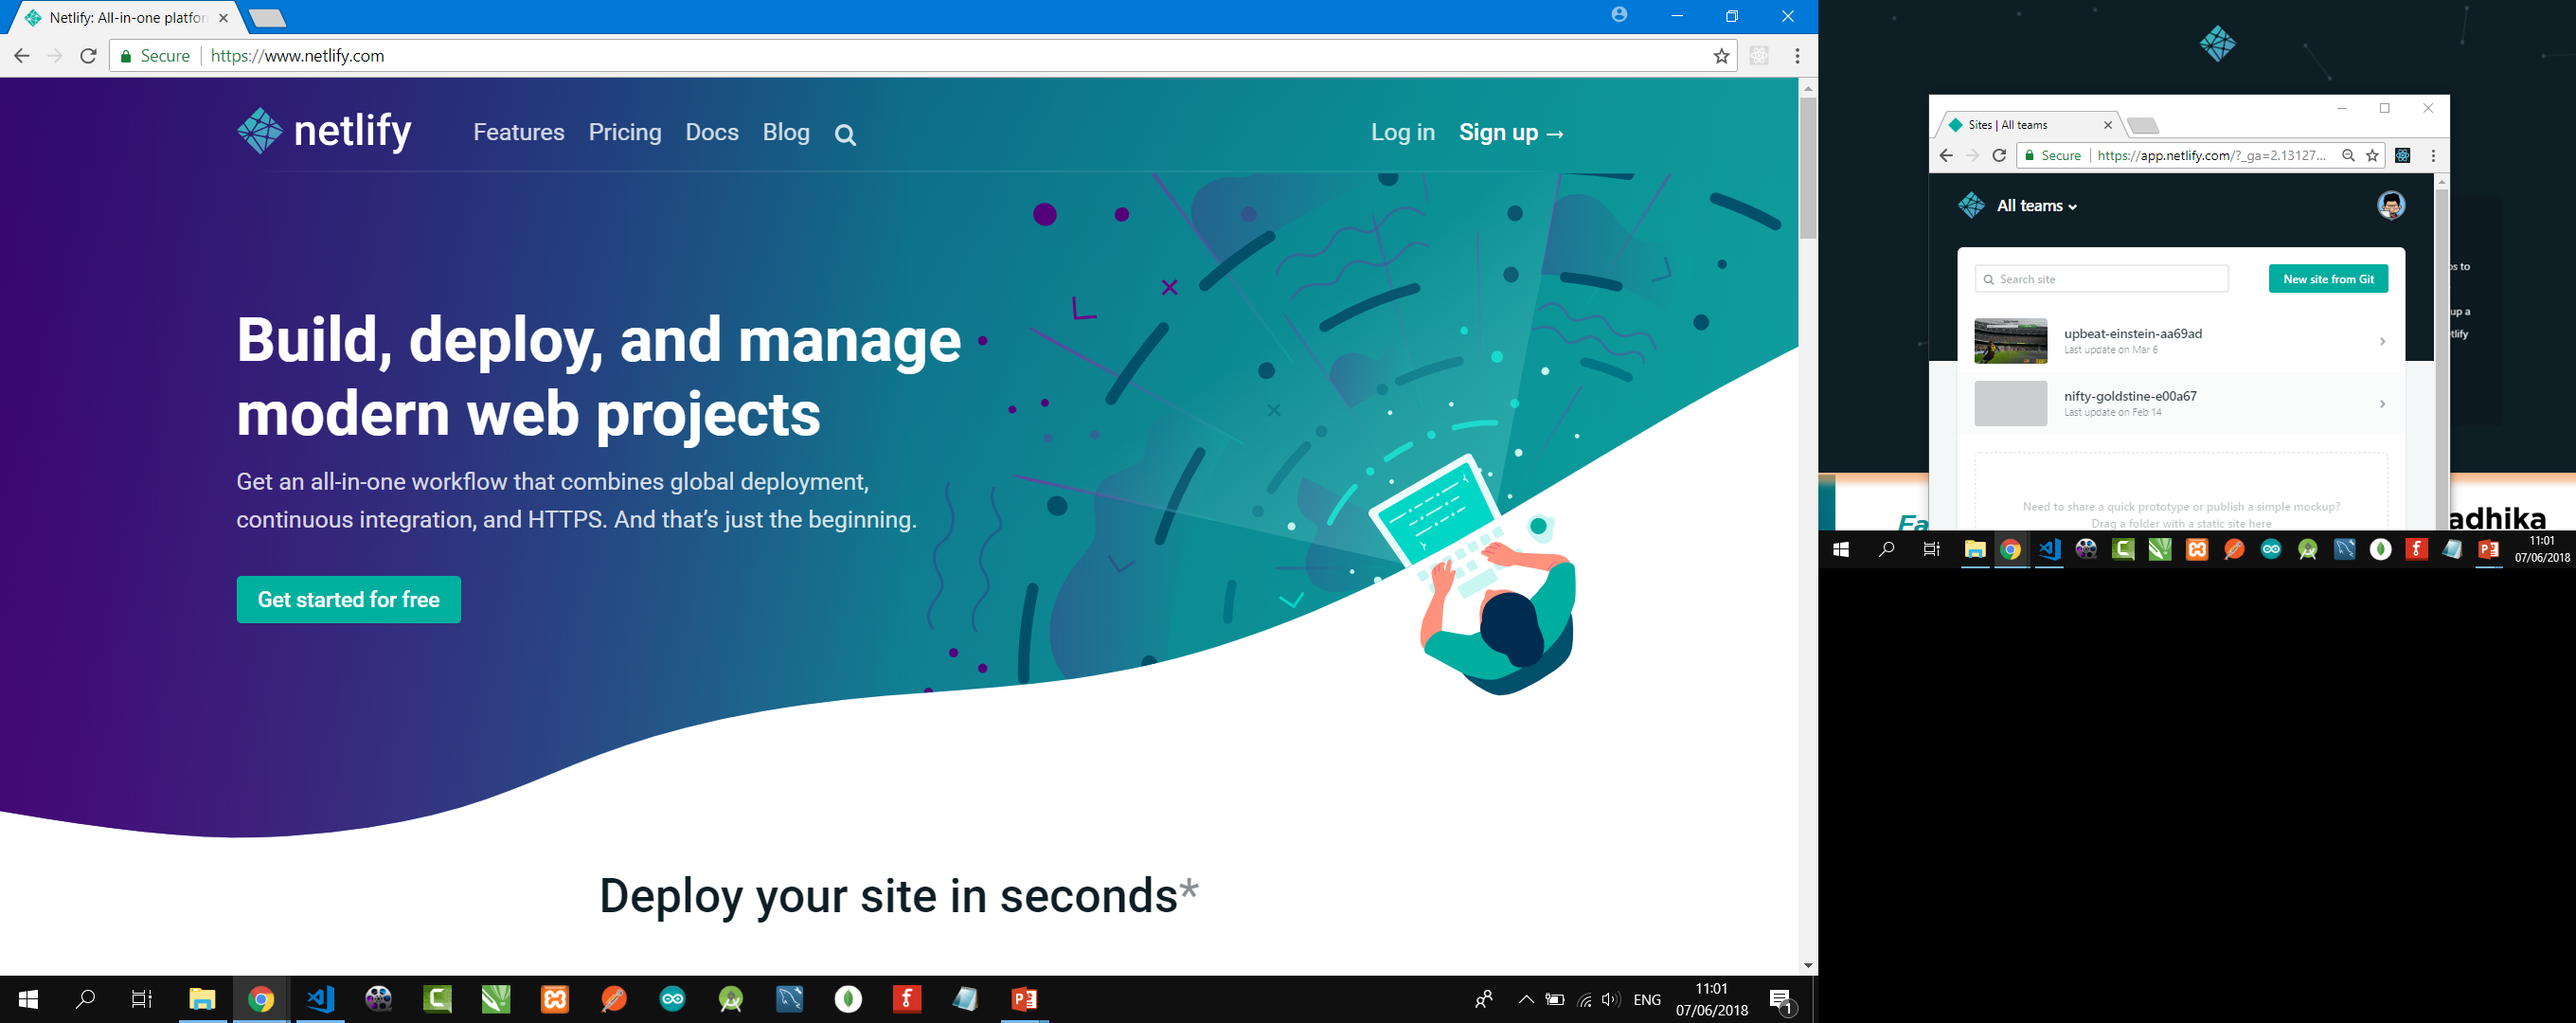 Netlify: All-in-one platfor
Secure
https://www.netlify.com
netlify
Features
Pricing
Docs
Blog
Log in
Sign up →
Build, deploy, and manage
modern web projects
Get an all-in-one workflow that combines global deployment,
continuous integration, and HTTPS. And that's just the beginning.
Get started for free
Deploy your site in seconds*
ENG
11:01
07/06/2018
1
Sites | All teams
Secure
https://app.netlify.com/?_ga=2.13127...
All teams
Search site
New site from Git
upbeat-einstein-aa69ad
Last update on Mar 6
nifty-goldstine-e00a67
Last update on Feb 14
Need to share a quick prototype or publish a simple mockup?
Drag a folder with a static site here
os to
up a
tlify
Fa
adhika
11:01
07/06/2018